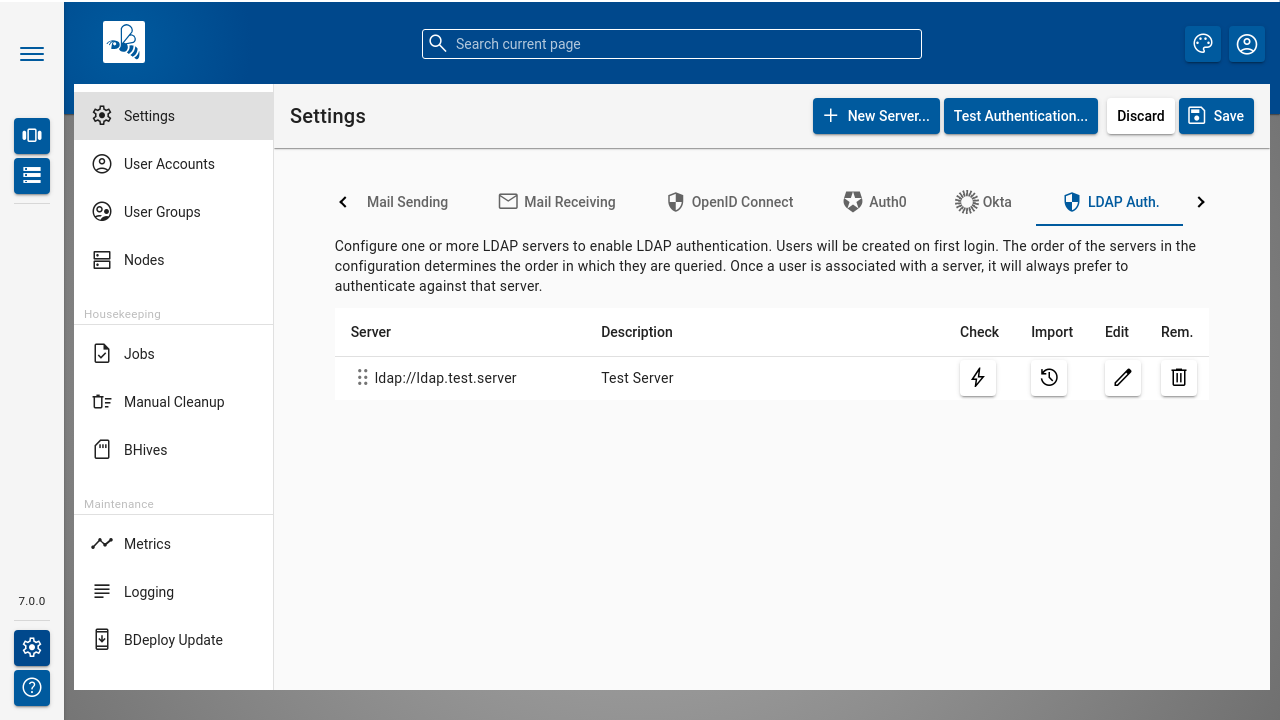 Search current page
Settings
User Accounts
User Groups
Nodes
Housekeeping
Jobs
Manual Cleanup
BHives
Maintenance
Metrics
Logging
BDeploy Update
7.0.0
Settings
New Server...
Test Authentication...
Discard
Save
Mail Sending
Mail Receiving
OpenID Connect
Auth0
Okta
LDAP Auth.
Configure one or more LDAP servers to enable LDAP authentication. Users will be created on first login. The order of the servers in the
configuration determines the order in which they are queried. Once a user is associated with a server, it will always prefer to
authenticate against that server.
Server Description Check Import Edit Rem.
ldap://ldap.test.server Test Server